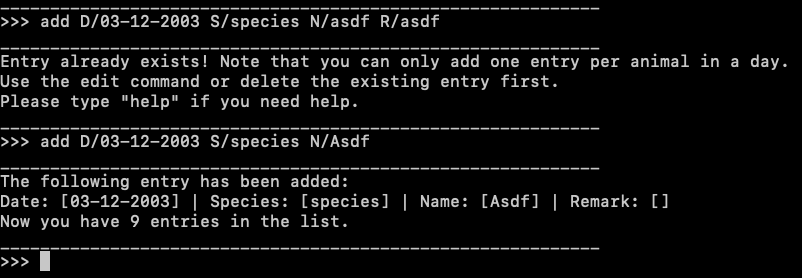 ____________________________________________________________
>>> add D/03-12-2003 S/species N/asdf R/asdf
____________________________________________________________
Entry already exists! Note that you can only add one entry per animal in a day.
Use the edit command or delete the existing entry first.
Please type "help" if you need help.
____________________________________________________________
>>> add D/03-12-2003 S/species N/Asdf
____________________________________________________________
The following entry has been added:
Date: [03-12-2003] | Species: [species] | Name: [Asdf] | Remark: []
Now you have 9 entries in the list.
____________________________________________________________
>>>